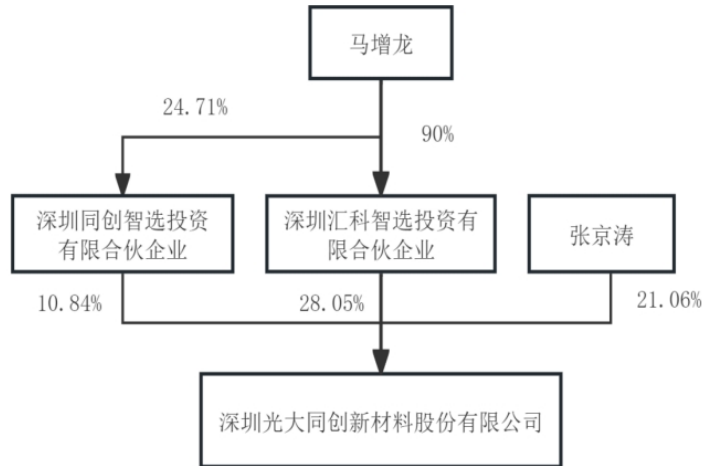 马增龙
24.71%
90%
深圳同创智选投资
有限合伙企业
深圳汇科智选投资有
限合伙企业
张京涛
10.84%
28.05%
21.06%
深圳光大同创新材料股份有限公司